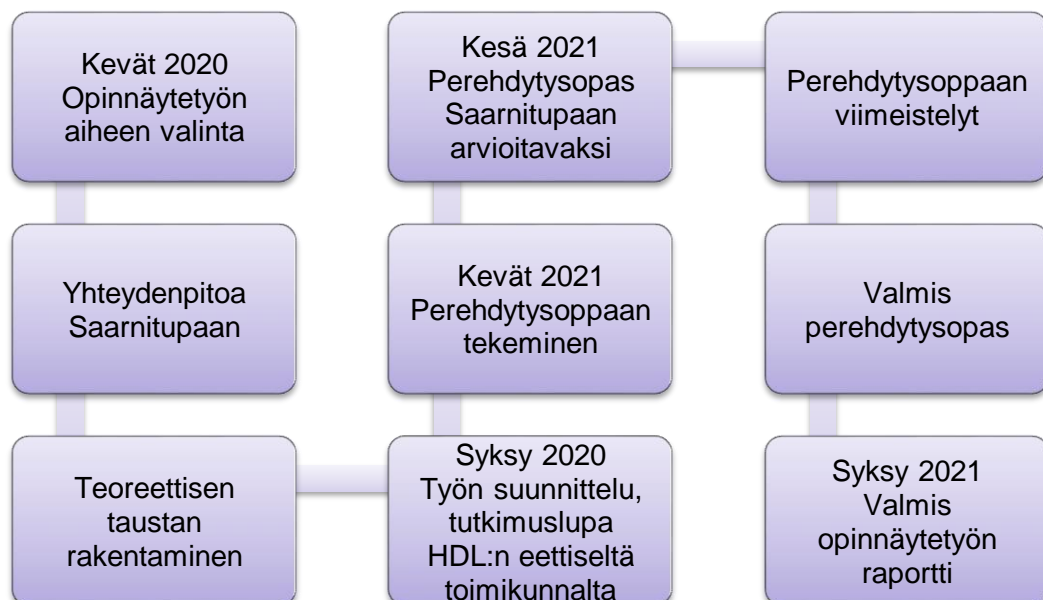 Kevät 2020
Opinnäytetyön
aiheen valinta
Yhteydenpitoa
Saarnitupaan
Teoreettisen
taustan
rakentaminen
Syksy 2020
Työn suunnittelu,
tutkimuslupa
HDL:n eettiseltä
toimikunnalta
Kevät 2021
Perehdytysoppaan
tekeminen
Kesä 2021
Perehdytysopas
Saarnitupaan
arvioitavaksi
Perehdytysoppaan
viimeistelyt
Valmis
perehdytysopas
Syksy 2021
Valmis
opinnäytetyön
raportti